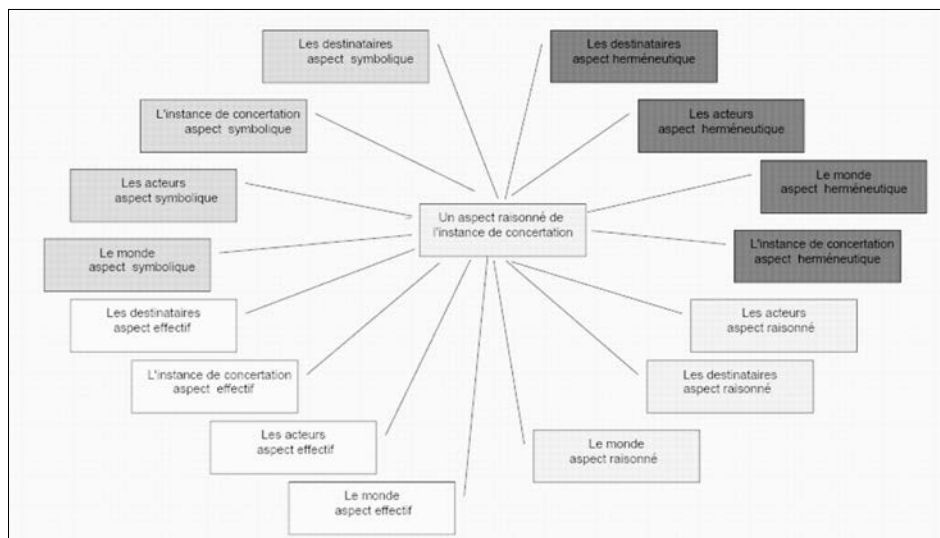 Les destinataires
aspect symbolique
Les destinataires
aspect herméneutique
L'instance de concertation
aspect symbolique
Les acteurs
aspect herméneutique
Les acteurs
aspect symbolique
Le monde
aspect herméneutique
Un aspect raisonné de
l'instance de concertation
Le monde
aspect symbolique
L'instance de concertation
aspect herméneutique
Les destinataires
aspect effectif
Les acteurs
aspect raisonné
L'instance de concertation
aspect effectif
Les destinataires
aspect raisonné
Les acteurs
aspect effectif
Le monde
aspect raisonné
Le monde
aspect effectif